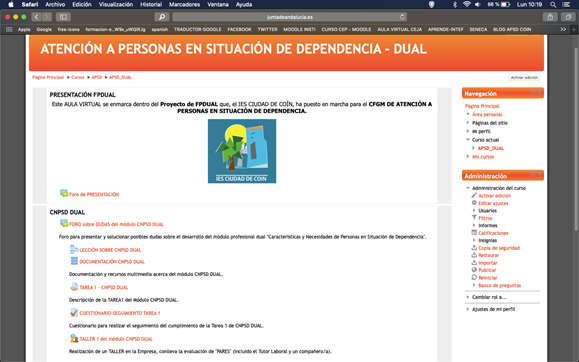 Safari Archivo Edición Visualización Historial Marcadores Ventana Ayuda 66 % Lun 10:19
juntadeandalucia.es
Apple Google free-icons formacion-e...W9x_uWQiRJg spanish TRADUCTOR GOOGLE FACEBOOK TWITTER MOODLE INSTI CURSO CEP - MOODLE AULA VIRTUAL CEJA APRENDE-INTEF SENECA BLOG APSD COIN
ATENCIÓN A PERSONAS EN SITUACIÓN DE DEPENDENCIA - DUAL
Página Principal ► Cursos ► APSD ► APSD_DUAL
Activar edición
PRESENTACIÓN FPDUAL
Este AULA VIRTUAL se enmarca dentro del Proyecto de FPDUAL que, el IES CIUDAD DE COÍN, ha puesto en marcha para el CFGM DE ATENCIÓN A
PERSONAS EN SITUACIÓN DE DEPENDENCIA.
IES CIUDAD DE COIN
Foro de PRESENTACIÓN
CNPSD DUAL
FORO sobre DUDAS del módulo CNPSD DUAL
Foro para presentar y solucionar posibles dudas sobre el desarrollo del módulo profesional dual "Características y Necesidades de Personas en Situación de Dependencia".
LECCIÓN SOBRE CNPSD DUAL
DOCUMENTACIÓN CNPSD DUAL
Documentación y recursos multimedia acerca del módulo CNPSD DUAL.
TAREA 1 - CNPSD DUAL
Descripción de la TAREA1 del Módulo CNPSD DUAL.
CUESTIONARIO-SEGUIMIENTO TAREA 1
Cuestionario para realizar el seguimiento del cumplimiento de la Tarea 1 de CNPSD DUAL.
TALLER 1 del módulo CNPSD DUAL
Realización de un TALLER en la Empresa, conlleva la evaluación de "PARES" (incluido el Tutor Laboral y un compañero/a).
Navegación
Página Principal
Área personal
Páginas del sitio
Mi perfil
Curso actual
APSD_DUAL
Mis cursos
Administración
Administración del curso
Activar edición
Editar ajustes
Usuarios
Filtros
Informes
Calificaciones
Insignias
Copia de seguridad
Restaurar
Importar
Publicar
Reiniciar
Banco de preguntas
Cambiar rol a...
Ajustes de mi perfil